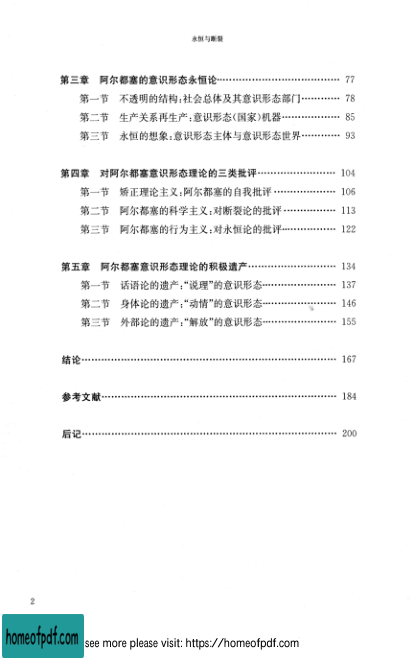 永恒与断裂
第三章 阿尔都塞的意识形态永恒论…………………………………… 77
第一节 不透明的结构:社会总体及其意识形态部门………… 78
第二节 生产关系再生产:意识形态(国家)机器……………… 85
第三节 永恒的想象:意识形态主体与意识形态世界………… 93
第四章 对阿尔都塞意识形态理论的三类批评…………………… 104
第一节 矫正理论主义:阿尔都塞的自我批评………………… 106
第二节 阿尔都塞的科学主义:对断裂论的批评……………… 113
第三节 阿尔都塞的行为主义:对永恒论的批评……………… 122
第五章 阿尔都塞意识形态理论的积极遗产……………………… 134
第一节 话语论的遗产:“说理”的意识形态…………………… 137
第二节 身体论的遗产:“动情”的意识形态…………………… 146
第三节 外部论的遗产:“解放”的意识形态…………………… 155
结论………………………………………………………………………… 167
参考文献…………………………………………………………………… 184
后记………………………………………………………………………… 200
2
homeofpdf.com
see more please visit: https://homeofpdf.com